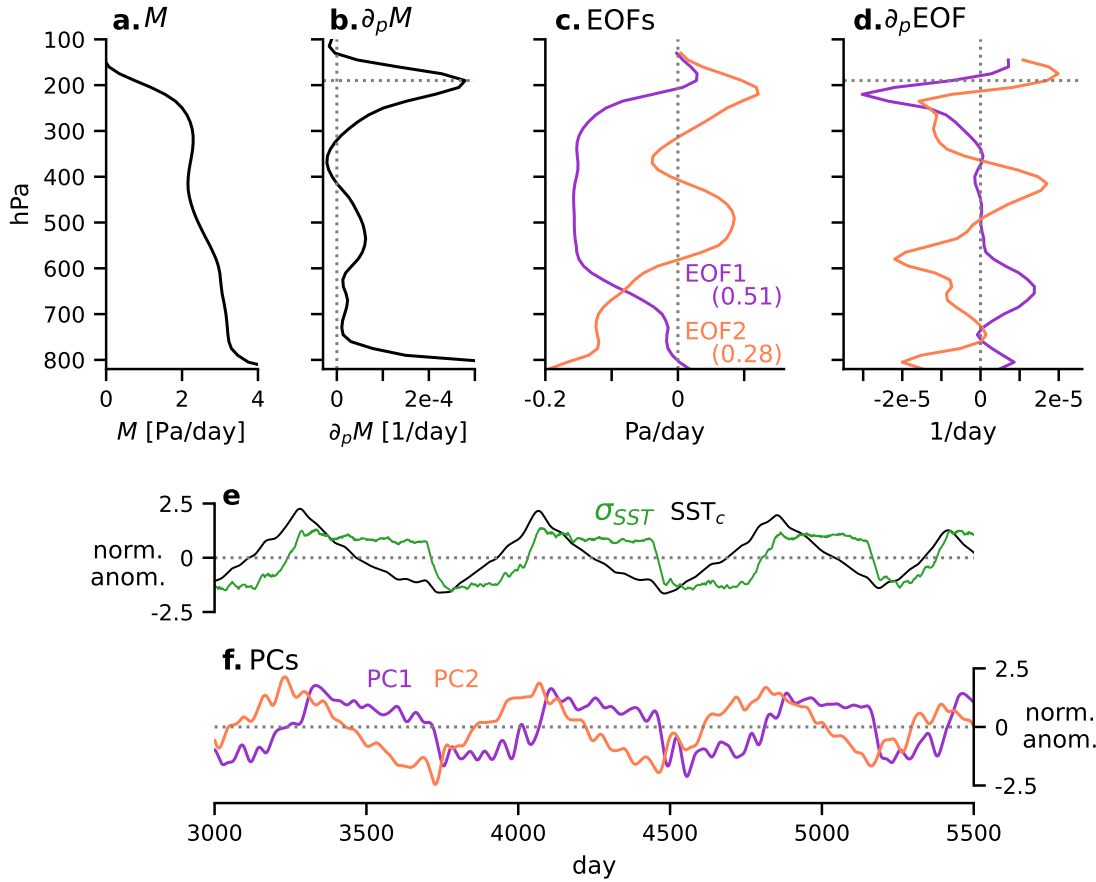 a. M
b. ∂pM
c. EOFs
d. ∂pEOF
100
200
300
400
500
600
700
800
hPa
EOF1
(0.51)
EOF2
(0.28)
0 2 4
0 2e-4
-0.2 0
-2e-5 0 2e-5
M [Pa/day]
∂pM [1/day]
Pa/day
1/day
e
σSST SSTc
2.5
0
-2.5
norm.
anom.
f. PCs
PC1 PC2
2.5
0
-2.5
norm.
anom.
3000 3500 4000 4500 5000 5500
day